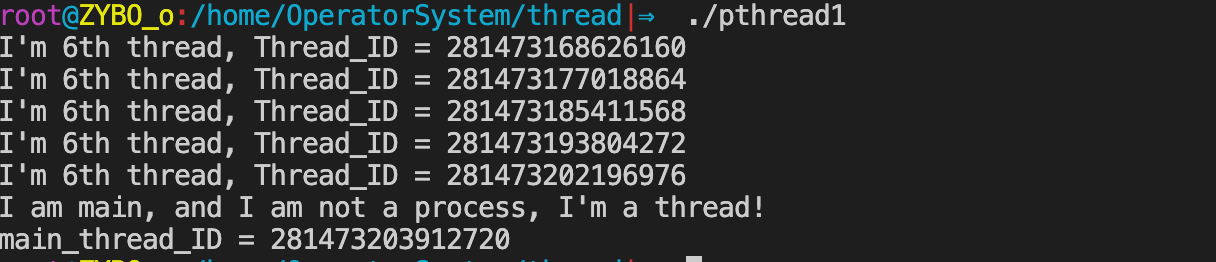 root@ZYBO_o:/home/OperatorSystem/thread|⇒ ./pthread1
I'm 6th thread, Thread_ID = 281473168626160
I'm 6th thread, Thread_ID = 281473177018864
I'm 6th thread, Thread_ID = 281473185411568
I'm 6th thread, Thread_ID = 281473193804272
I'm 6th thread, Thread_ID = 281473202196976
I am main, and I am not a process, I'm a thread!
main_thread_ID = 281473203912720